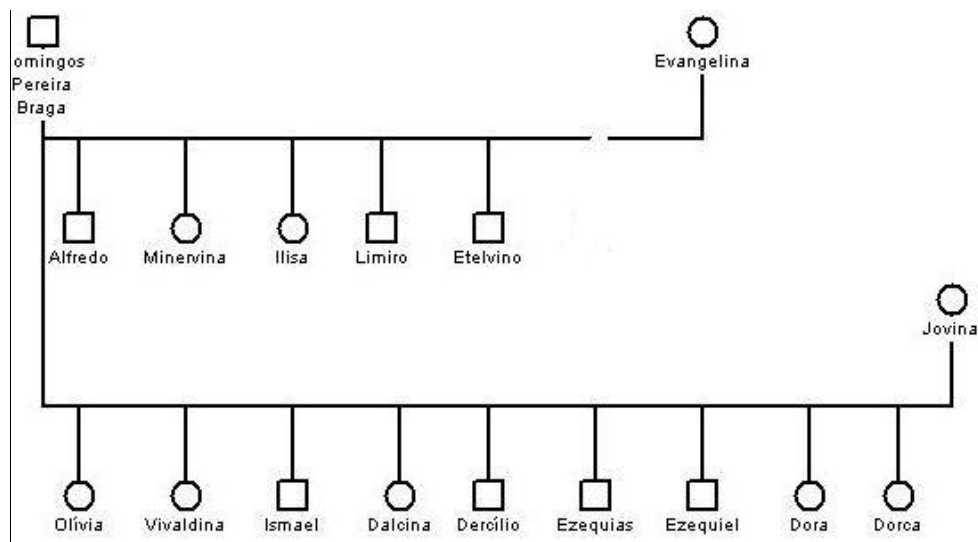 omingos
Pereira
Braga
Evangelina
Alfredo Minervina Ilisa Limiro Etelvino
Jovina
Olívia Vivaldina Ismael Dalcina Dercílio Ezequias Ezequiel Dora Dorca